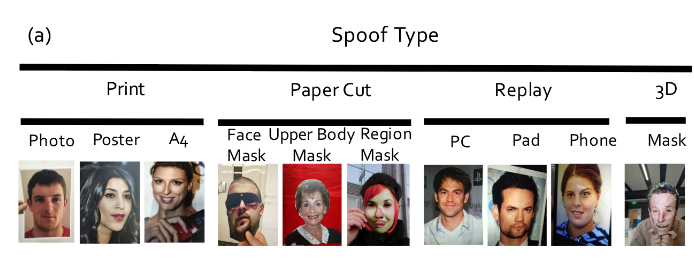 (a)
Spoof Type
Print Paper Cut Replay 3D
Photo Poster A4 Face Mask Upper Body Mask Region Mask PC Pad Phone Mask